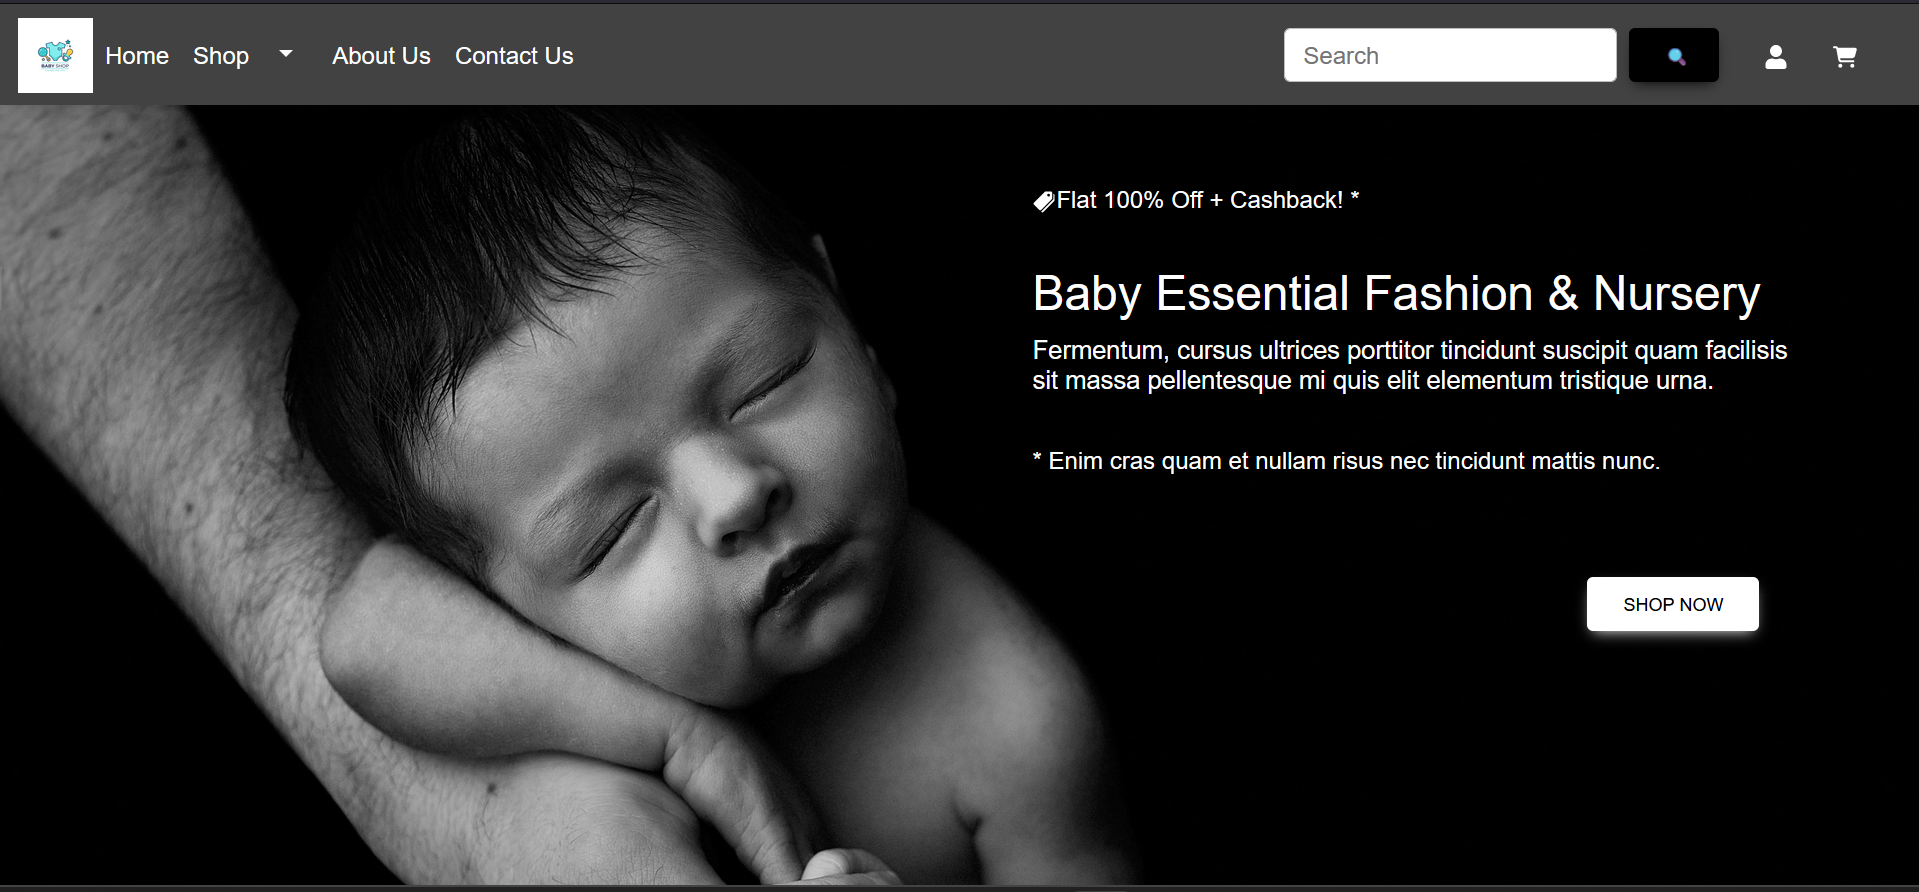 BABY SHOP
Home Shop About Us Contact Us
Search
Flat 100% Off + Cashback! *
Baby Essential Fashion & Nursery
Fermentum, cursus ultrices porttitor tincidunt suscipit quam facilisis
sit massa pellentesque mi quis elit elementum tristique urna.
* Enim cras quam et nullam risus nec tincidunt mattis nunc.
SHOP NOW